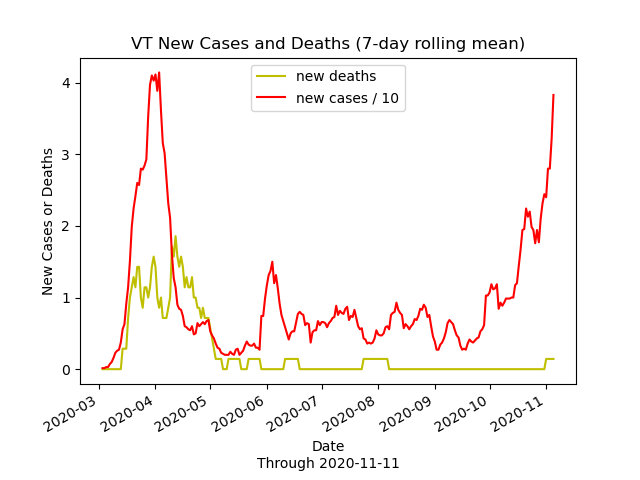 VT New Cases and Deaths (7-day rolling mean)
new deaths
new cases / 10
New Cases or Deaths
4
3
2
1
0
2020-03
2020-04
2020-05
2020-06
2020-07
2020-08
2020-09
2020-10
2020-11
Date
Through 2020-11-11